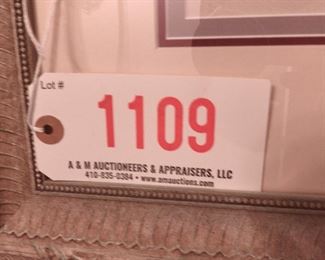 Lot #
1109
A & M AUCTIONEERS & APPRAISERS, LLC
410-835-0384 • www.amauctions.com